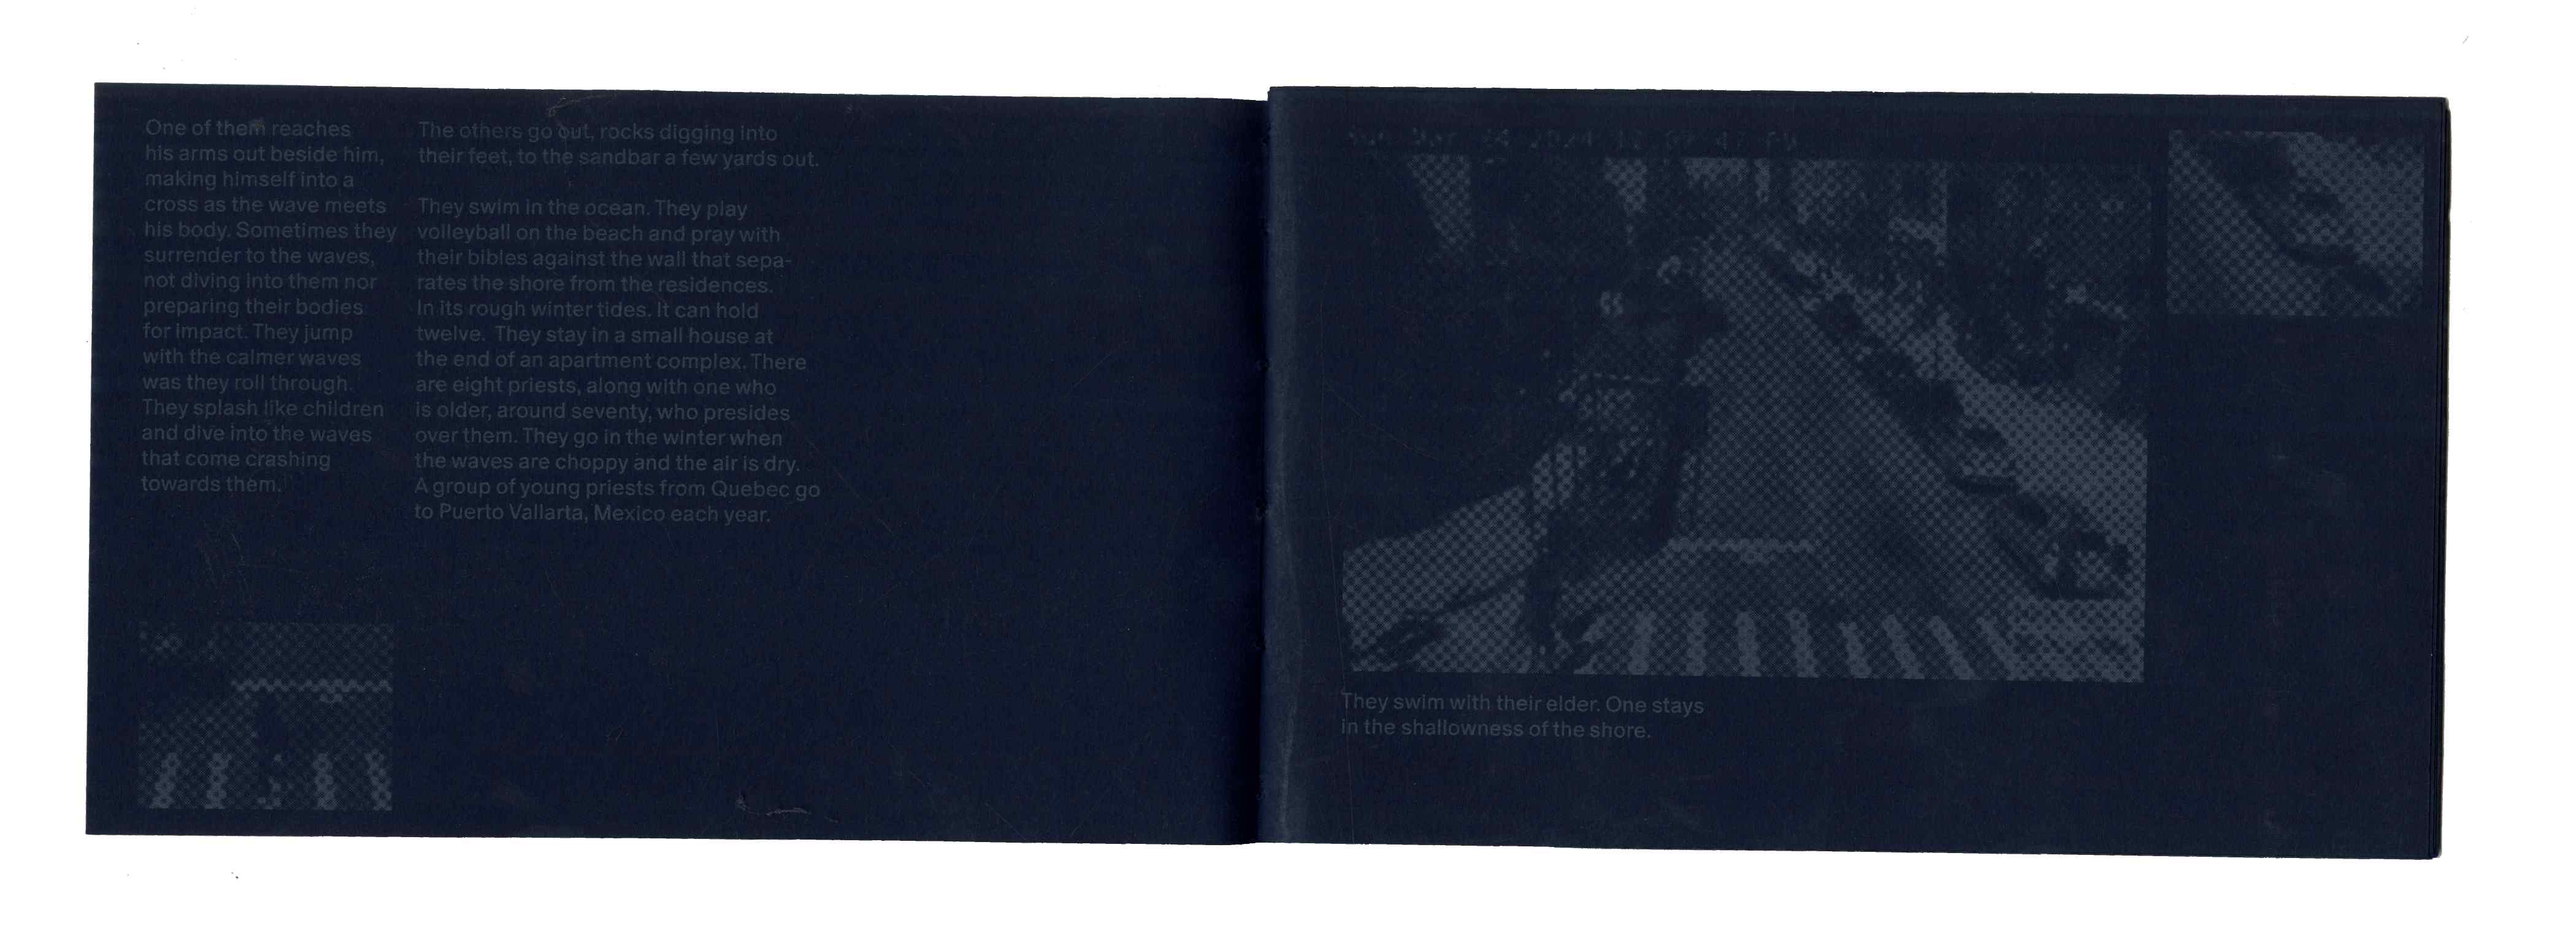 One of them reaches
his arms out beside him,
making himself into a
cross as the wave meets
his body. Sometimes they
surrender to the waves,
not diving into them nor
preparing their bodies
for impact. They jump
with the calmer waves
was they roll through.
They splash like children
and dive into the waves
that come crashing
towards them.
The others go out, rocks digging into
their feet, to the sandbar a few yards out.
They swim in the ocean. They play
volleyball on the beach and pray with
their bibles against the wall that sepa-
rates the shore from the residences.
In its rough winter tides. It can hold
twelve. They stay in a small house at
the end of an apartment complex. There
are eight priests, along with one who
is older, around seventy, who presides
over them. They go in the winter when
the waves are choppy and the air is dry.
A group of young priests from Quebec go
to Puerto Vallarta, Mexico each year.
Mar 24 2024
They swim with their elder. One stays
in the shallowness of the shore.